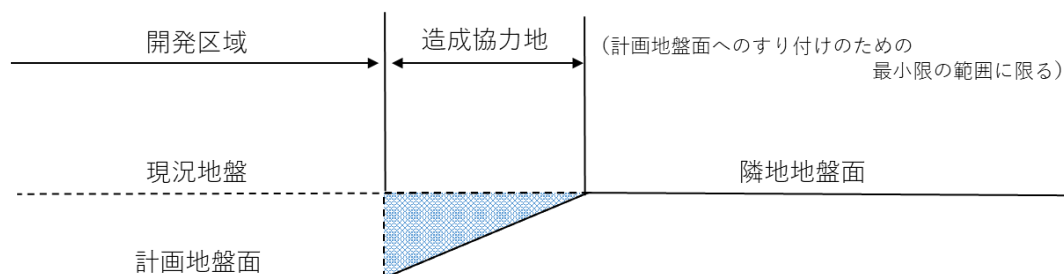 開発区域
造成協力地
（計画地盤面へのすり付けのための
最小限の範囲に限る）
現況地盤
隣地地盤面
計画地盤面